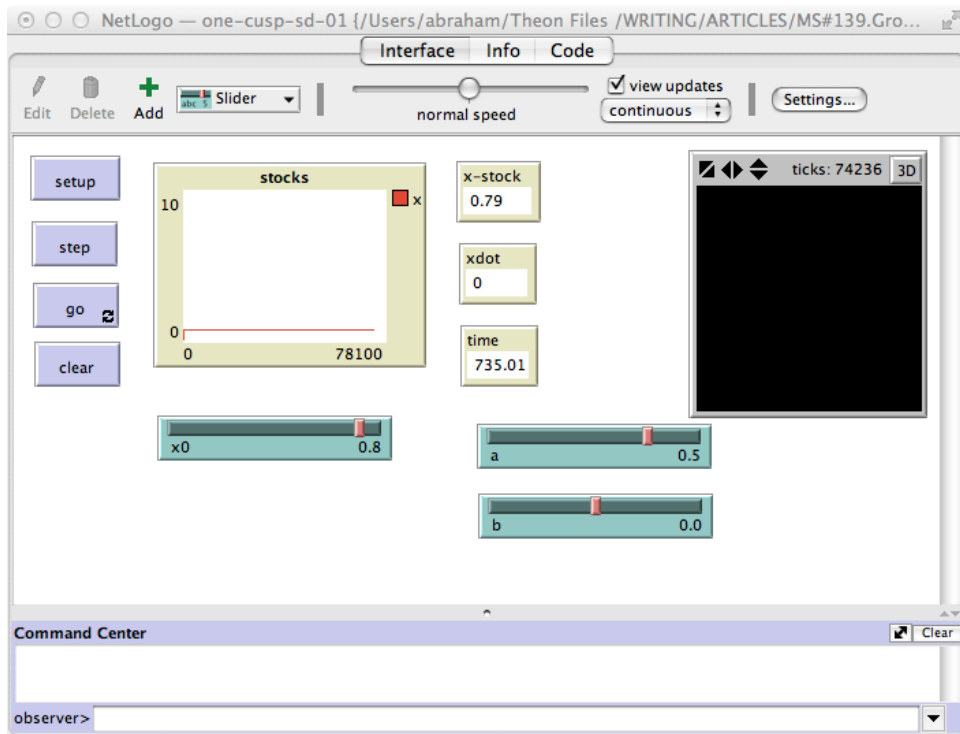 NetLogo — one-cusp-sd-01 {/Users/abraham/Theon Files /WRITING/ARTICLES/MS#139.Gro...
Interface Info Code
Edit Delete Add abc 5 Slider normal speed view updates continuous Settings...
setup
step
go
clear
stocks
10
x
0
0 78100
x-stock
0.79
xdot
0
time
735.01
ticks: 74236 3D
x0 0.8
a 0.5
b 0.0
Command Center Clear
observer>